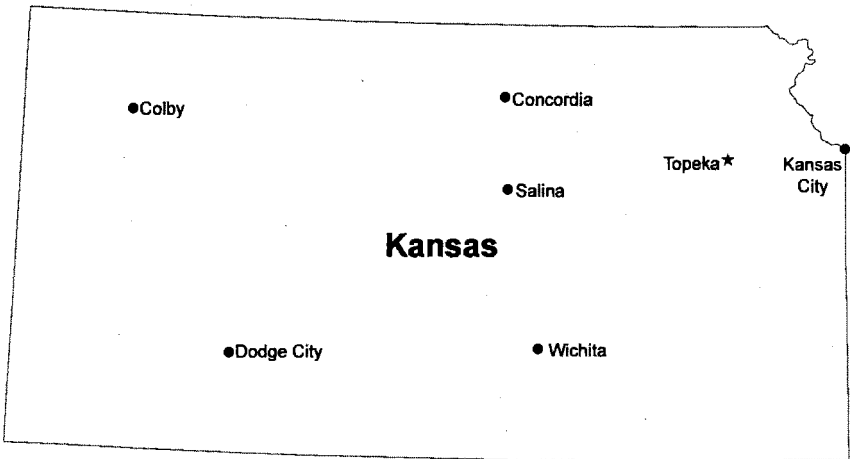 Concordia
Colby
Topeka
Kansas
City
Salina
Kansas
Dodge City
Wichita